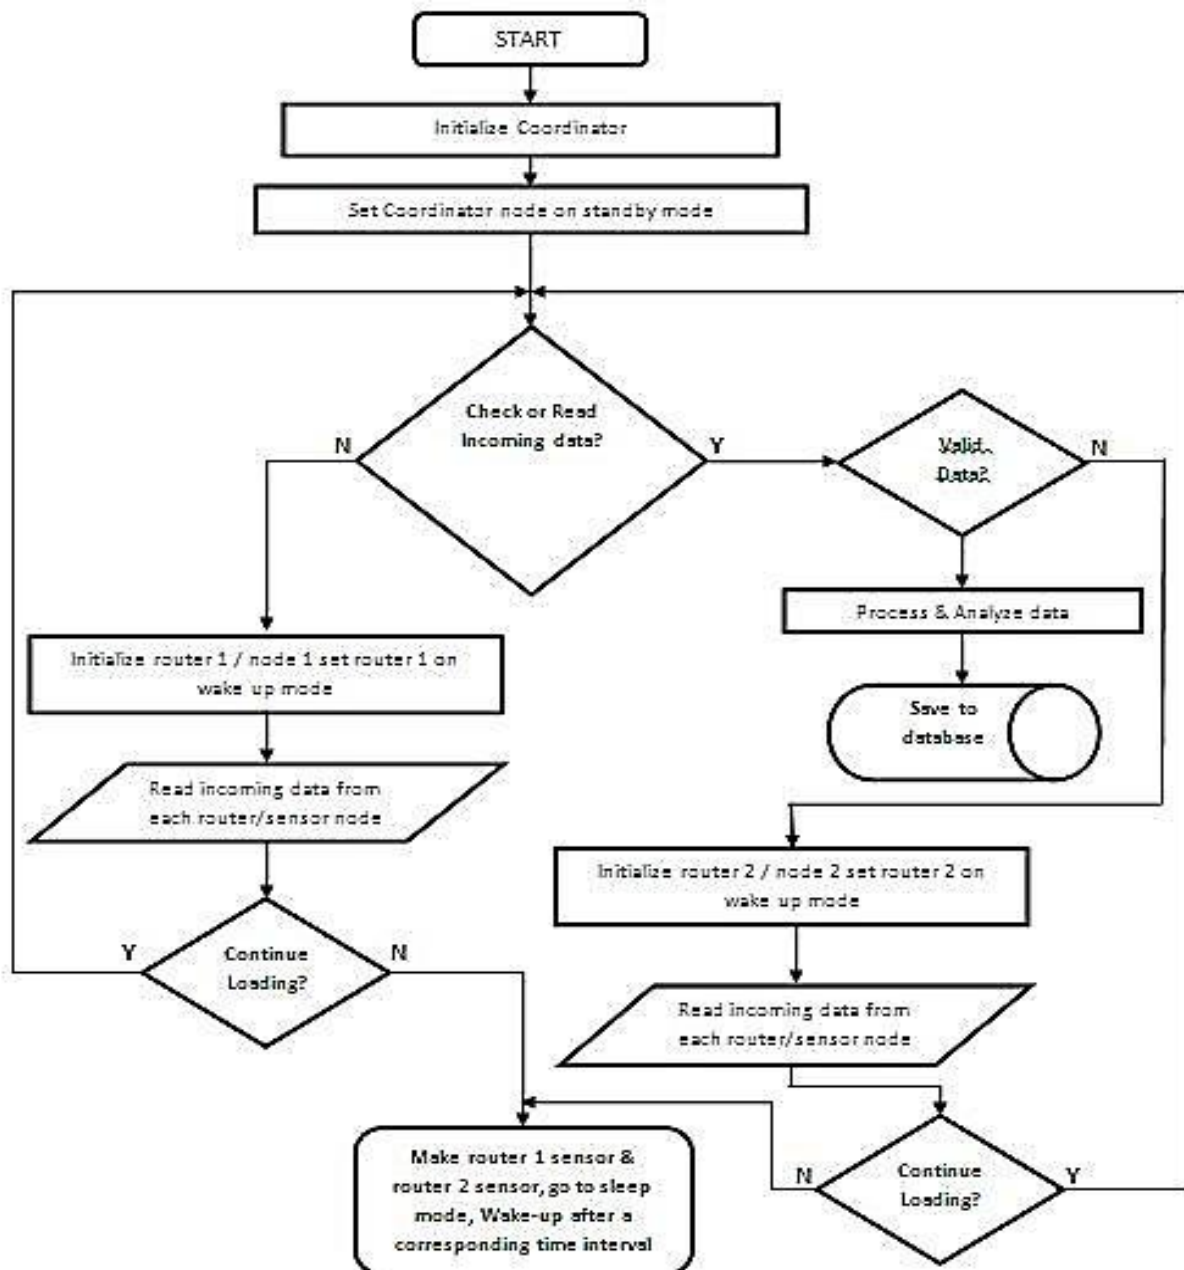 START
Initialize Coordinator
Set Coordinator node on standby mode
Check or Read
Incoming data?
N
Y
Valid
Data?
N
Process & Analyze data
Save to
database
Initialize router 1 / node 1 set router 1 on
wake up mode
Read incoming data from
each router/sensor node
Y
Continue
Loading?
N
Initialize router 2 / node 2 set router 2 on
wake up mode
Read incoming data from
each router/sensor node
N
Continue
Loading?
Y
Make router 1 sensor &
router 2 sensor, go to sleep
mode, Wake-up after a
corresponding time interval